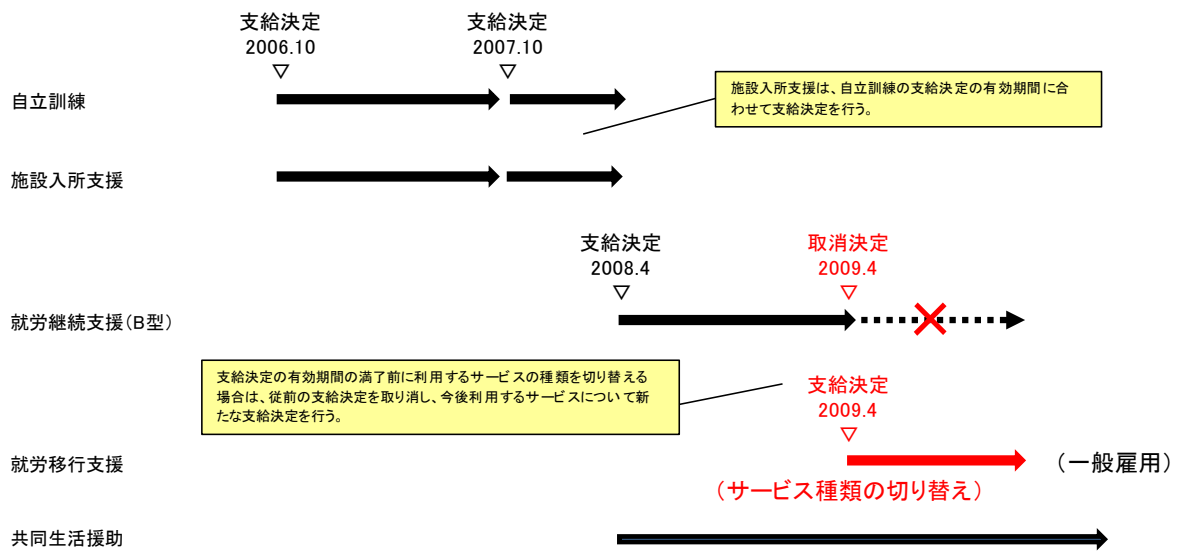 支給決定
2006.10
▽
支給決定
2007.10
▽
自立訓練
施設入所支援は、自立訓練の支給決定の有効期間に合
わせて支給決定を行う。
施設入所支援
支給決定
2008.4
▽
取消決定
2009.4
▽
就労継続支援(B型)
支給決定の有効期間の満了前に利用するサービスの種類を切り替える
場合は、従前の支給決定を取り消し、今後利用するサービスについて新
たな支給決定を行う。
支給決定
2009.4
▽
就労移行支援
(一般雇用)
(サービス種類の切り替え)
共同生活援助